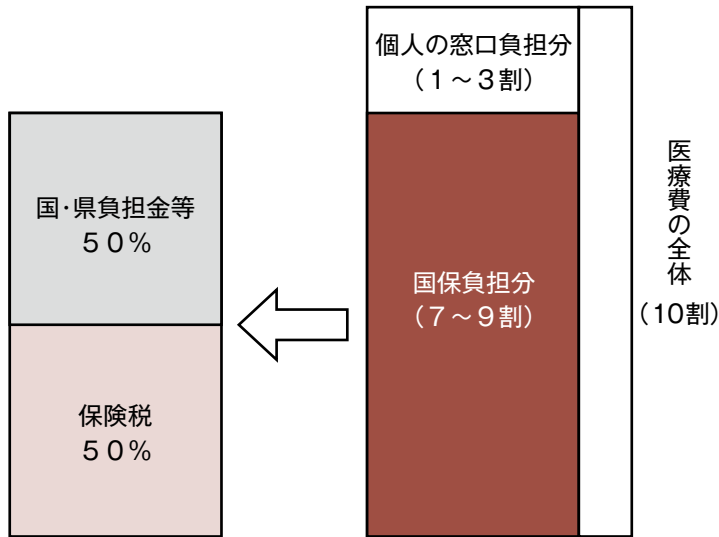 個人の窓口負担分
（１～３割）
国・県負担金等
５０％
国保負担分
（７～９割）
保険税
５０％
医療費の全体
（10割）